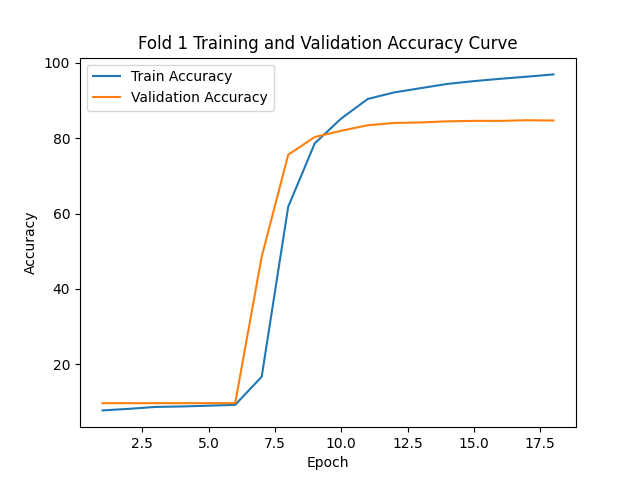 Fold 1 Training and Validation Accuracy Curve
100
80
60
40
20
Accuracy
Train Accuracy
Validation Accuracy
2.5 5.0 7.5 10.0 12.5 15.0 17.5
Epoch